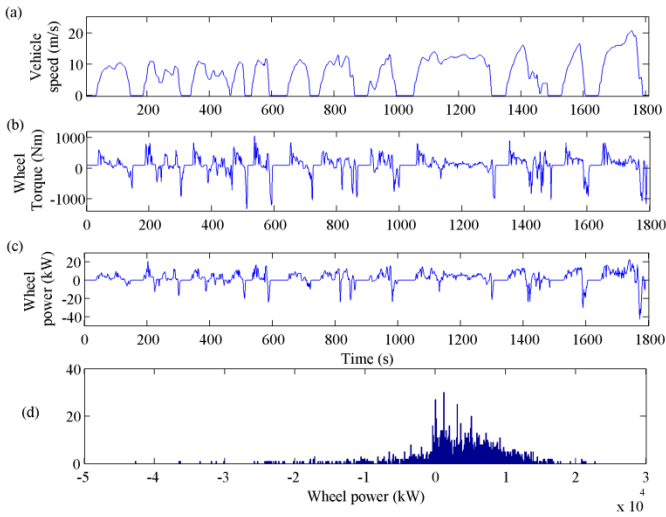 (a)
Vehicle
speed (m/s)
20
10
0
200 400 600 800 1000 1200 1400 1600 1800
(b)
Wheel
Torque (Nm)
1000
0
-1000
0 200 400 600 800 1000 1200 1400 1600 1800
(c)
Wheel
power (kW)
20
0
-20
-40
0 200 400 600 800 1000 1200 1400 1600 1800
Time (s)
(d)
40
20
0
-5 -4 -3 -2 -1 0 1 2 3
Wheel power (kW)
x 10 4